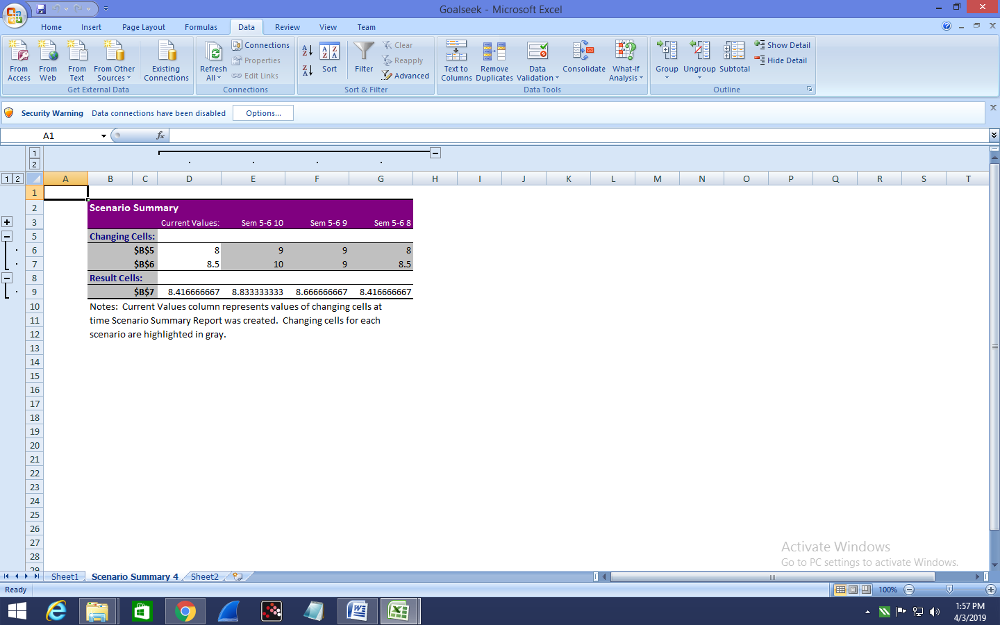 Goalseek - Microsoft Excel
Home Insert Page Layout Formulas Data Review View Team
From Access From Web From Text From Other Sources Existing Connections
Get External Data
Refresh All Connections Properties Edit Links
Connections
Sort Filter Clear Reapply Advanced
Sort & Filter
Text to Columns Remove Duplicates Data Validation Consolidate What-If Analysis
Data Tools
Group Ungroup Subtotal Show Detail Hide Detail
Outline
Security Warning Data connections have been disabled Options...
A1 fx
1
2
1 2 A B C D E F G H I J K L M N O P Q R S T
1
2 Scenario Summary
3 Current Values: Sem 5-6 10 Sem 5-6 9 Sem 5-6 8
5 Changing Cells:
6 $B$5 8 9 9 8
7 $B$6 8.5 10 9 8.5
8 Result Cells:
9 $B$7 8.416666667 8.833333333 8.666666667 8.416666667
10 Notes: Current Values column represents values of changing cells at
11 time Scenario Summary Report was created. Changing cells for each
12 scenario are highlighted in gray.
13
14
15
16
17
18
19
20
21
22
23
24
25
26
27
28
29
Activate Windows
Go to PC settings to activate Windows.
Sheet1 Scenario Summary 4 Sheet2
Ready 100%
1:57 PM
4/3/2019